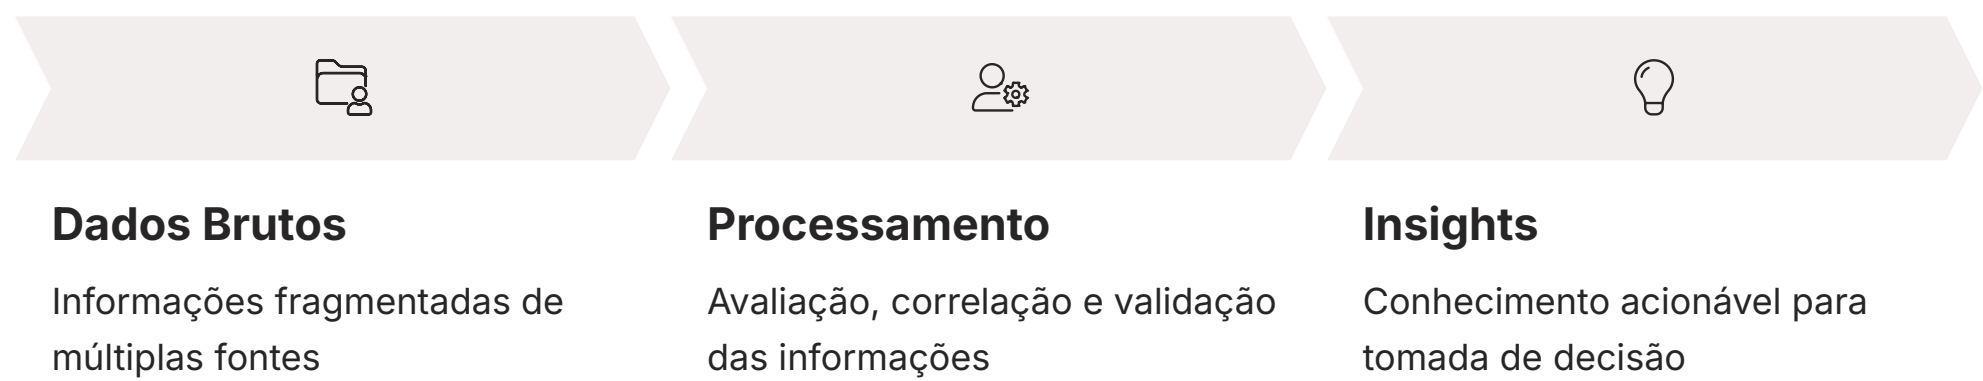 Dados Brutos
Informações fragmentadas de
múltiplas fontes
Processamento
Avaliação, correlação e validação
das informações
Insights
Conhecimento acionável para
tomada de decisão